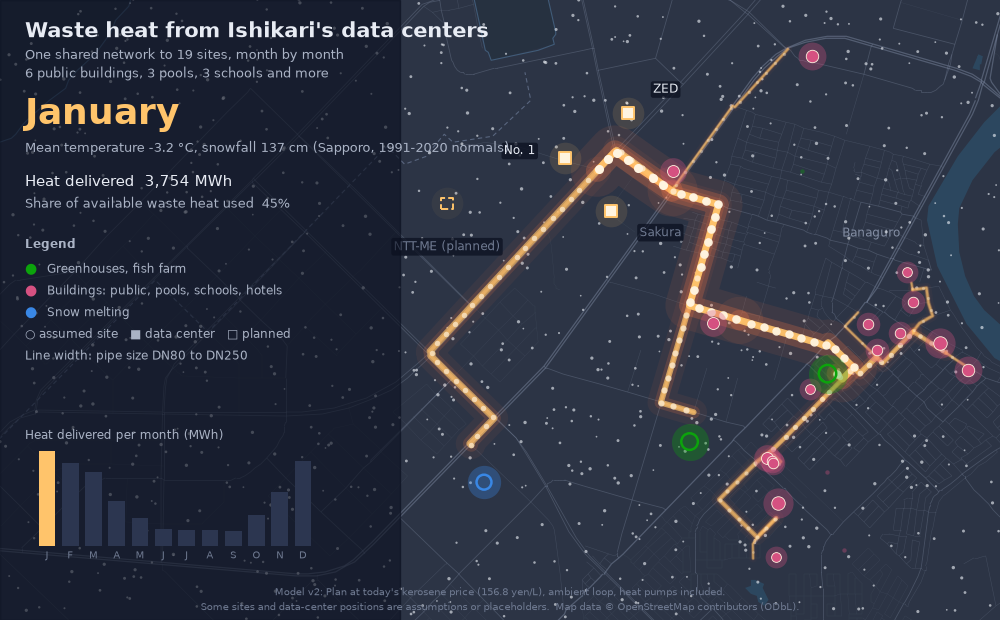 Waste heat from Ishikari's data centers
One shared network to 19 sites, month by month
6 public buildings, 3 pools, 3 schools and more
January
Mean temperature -3.2 °C, snowfall 137 cm (Sapporo, 1991-2020 normals)
Heat delivered 3,754 MWh
Share of available waste heat used 45%
Legend
Greenhouses, fish farm
Buildings: public, pools, schools, hotels
Snow melting
assumed site data center planned
Line width: pipe size DN80 to DN250
Heat delivered per month (MWh)
J F M A M J J A S O N D
ZED
No. 1
Sakura
NTT-ME (planned)
Banaguro
Model v2: Plan at today's kerosene price (156.8 yen/L), ambient loop, heat pumps included.
Some sites and data-center positions are assumptions or placeholders. Map data © OpenStreetMap contributors (ODbL).